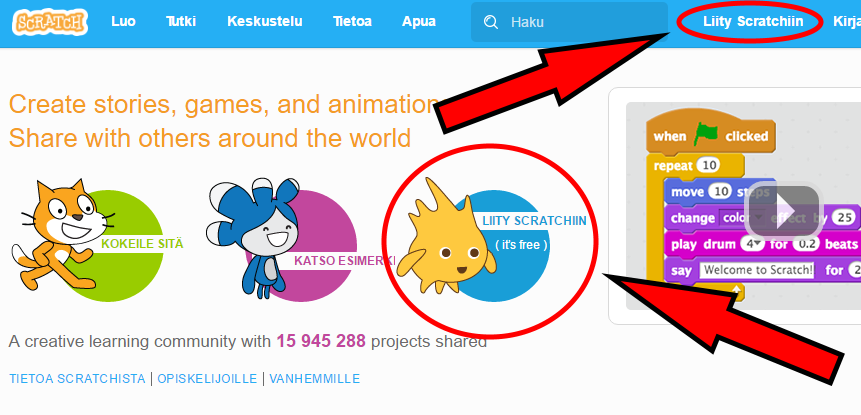 SCRATCH
Luo Tutki Keskustelu Tietoa Apua Haku Liity Scratchiin Kirja
Create stories, games, and animation
Share with others around the world
KOKEILE SITÄ
KATSO ESIMERKI
LIITY SCRATCHIIN
( it's free )
A creative learning community with 15 945 288 projects shared
TIETOA SCRATCHISTA | OPISKELIJOILLE | VANHEMMILLE
when clicked
repeat 10
move 10 steps
change color effect by 25
play drum 4 for 0.2 beats
say Welcome to Scratch! for 2